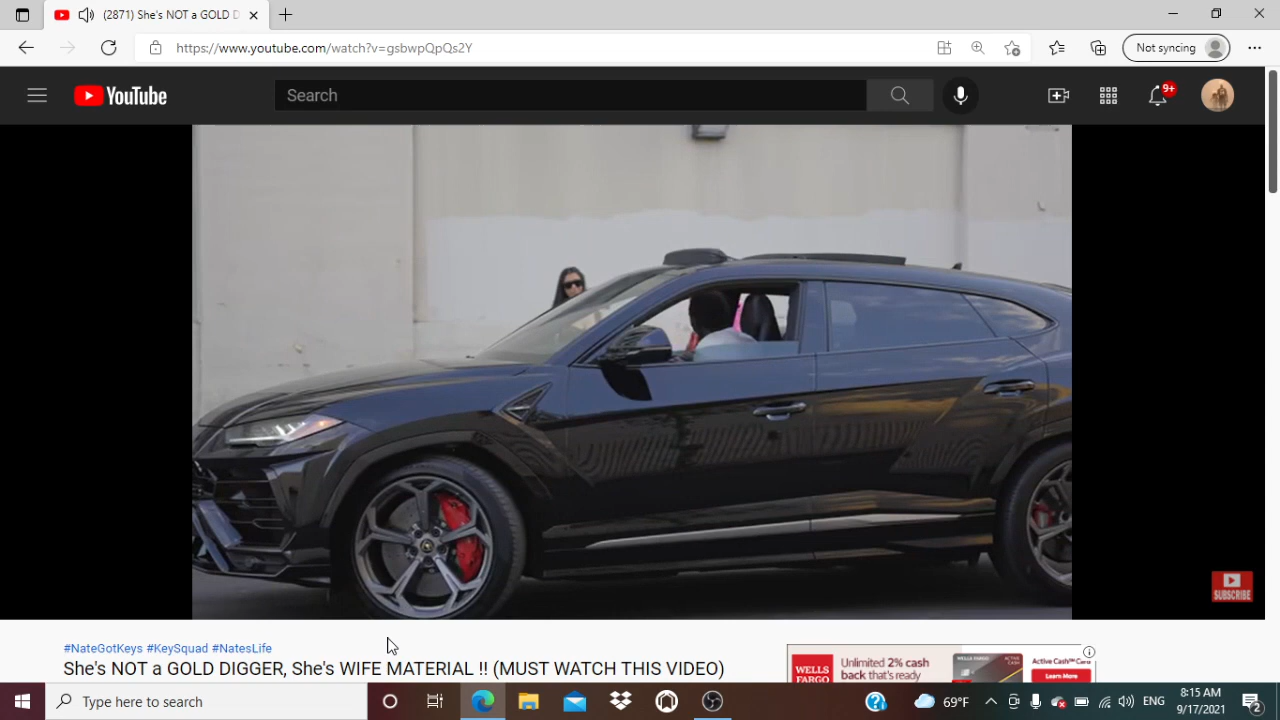 (2871) She's NOT a GOLD D
https://www.youtube.com/watch?v=gsbwpQpQs2Y
Not syncing
YouTube
Search
9+
SUBSCRIBE
#NateGotKeys #KeySquad #NatesLife
She's NOT a GOLD DIGGER, She's WIFE MATERIAL !! (MUST WATCH THIS VIDEO)
WELLS
FARGO
Unlimited 2% cash
back that's ready
Active Cash
Learn More
Type here to search
69°F
ENG
8:15 AM
9/17/2021
2